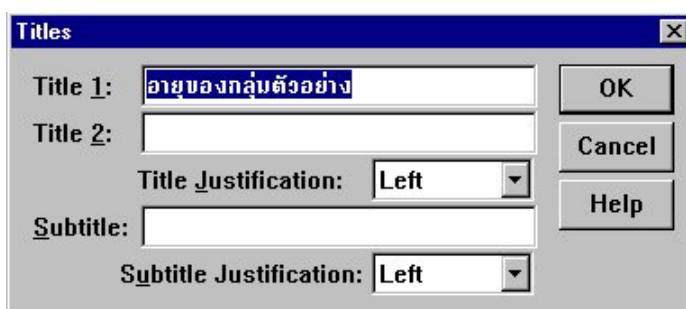 Titles
Title 1: อายุของกลุ่มตัวอย่าง OK
Title 2: Cancel
Title Justification: Left Help
Subtitle:
Subtitle Justification: Left